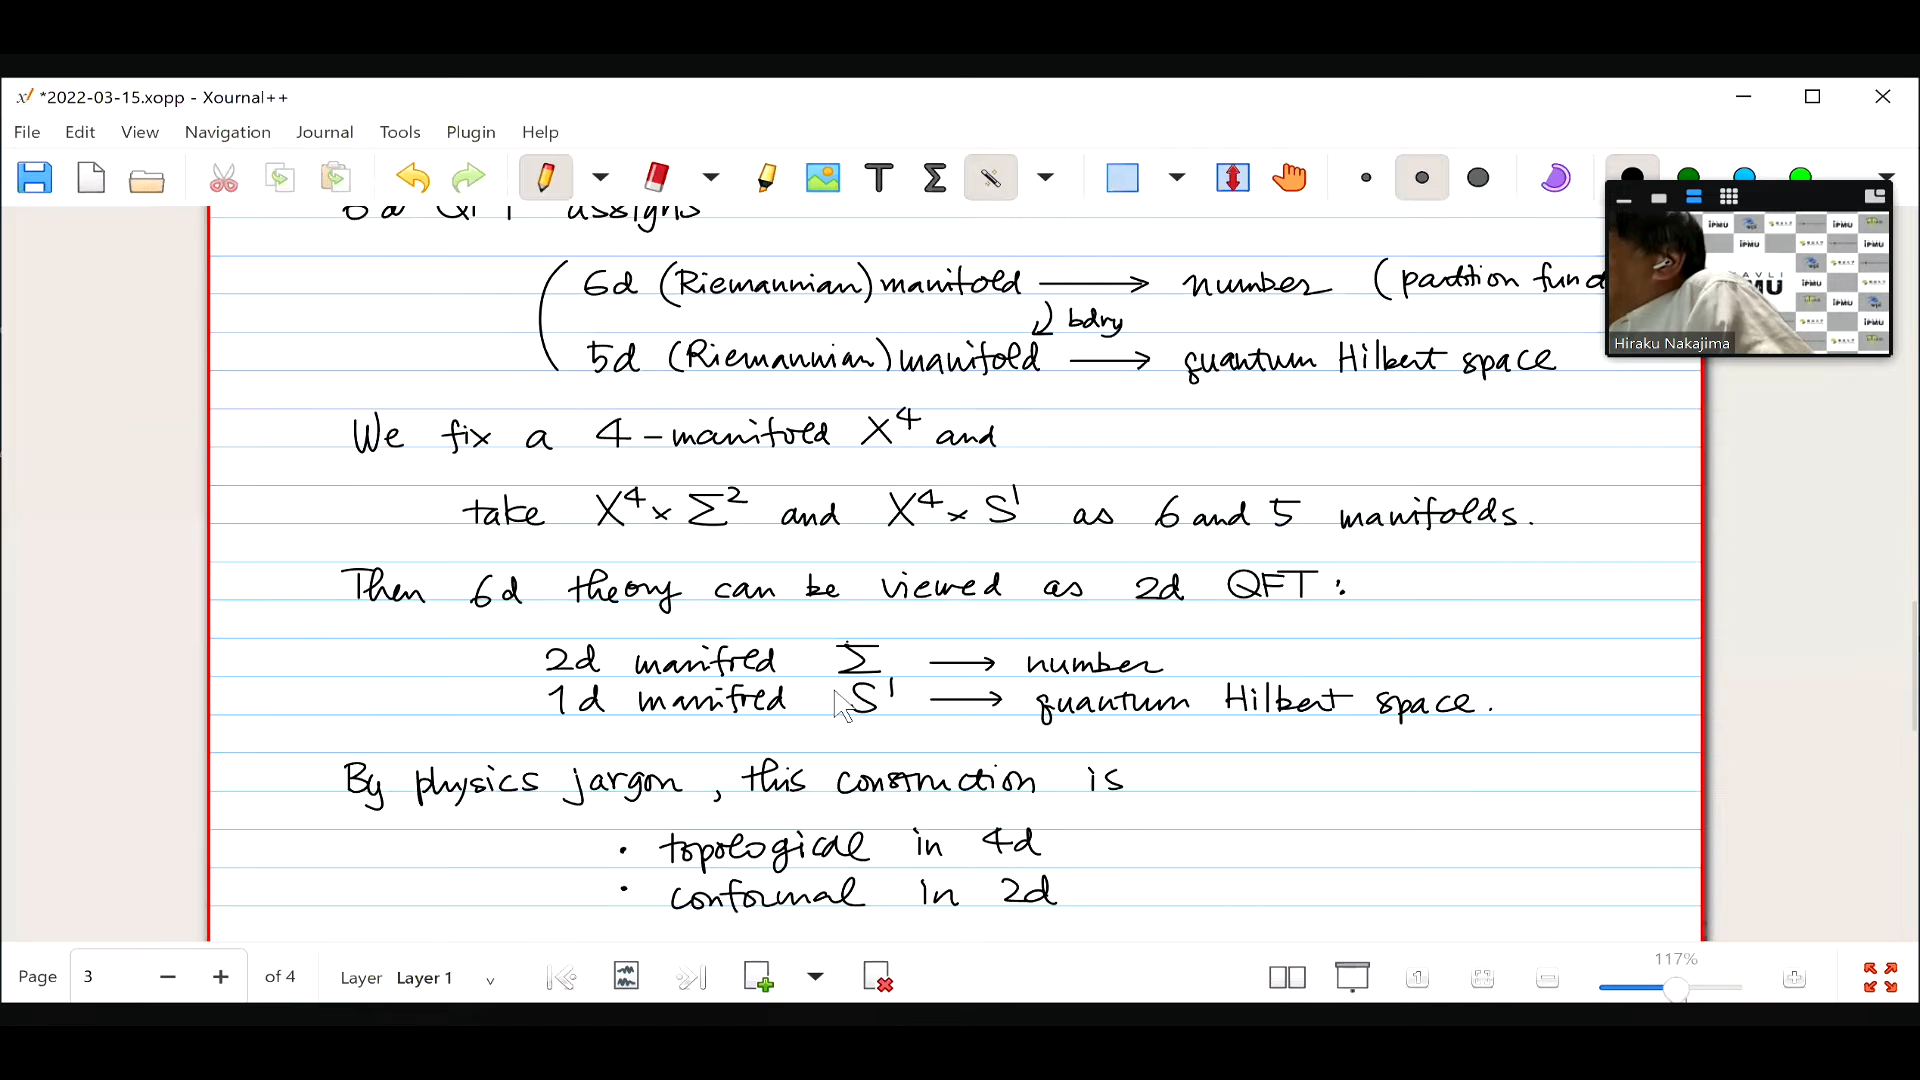 *2022-03-15.xopp - Xournal++
File Edit View Navigation Journal Tools Plugin Help
6d QFT assigns
6d (Riemannian) manifold → number (partition func
↓ bdry
5d (Riemannian) manifold → quantum Hilbert space
We fix a 4-manifold X⁴ and
take X⁴ × Σ² and X⁴ × S¹ as 6 and 5 manifolds.
Then 6d theory can be viewed as 2d QFT :
2d manifold Σ → number
1d manifold S¹ → quantum Hilbert space.
By physics jargon, this construction is
• topological in 4d
• conformal in 2d
Hiraku Nakajima
Page 3 of 4 Layer Layer 1 117%